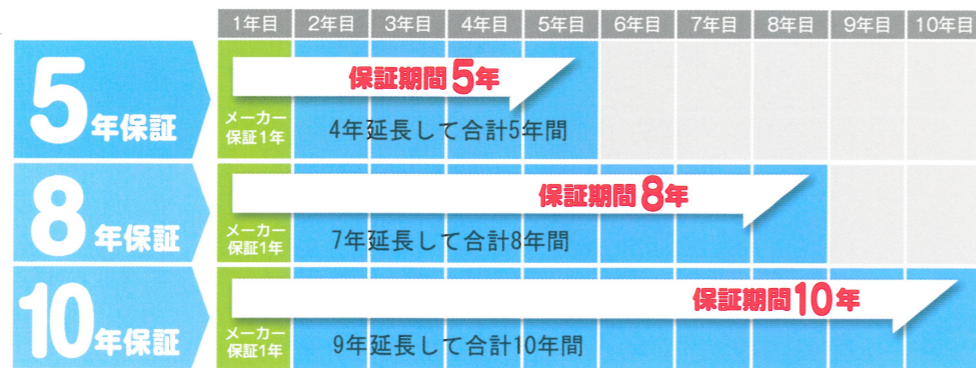 1年目 2年目 3年目 4年目 5年目 6年目 7年目 8年目 9年目 10年目
5年保証
保証期間5年
メーカー
保証1年
4年延長して合計5年間
8年保証
保証期間8年
メーカー
保証1年
7年延長して合計8年間
10年保証
保証期間10年
メーカー
保証1年
9年延長して合計10年間